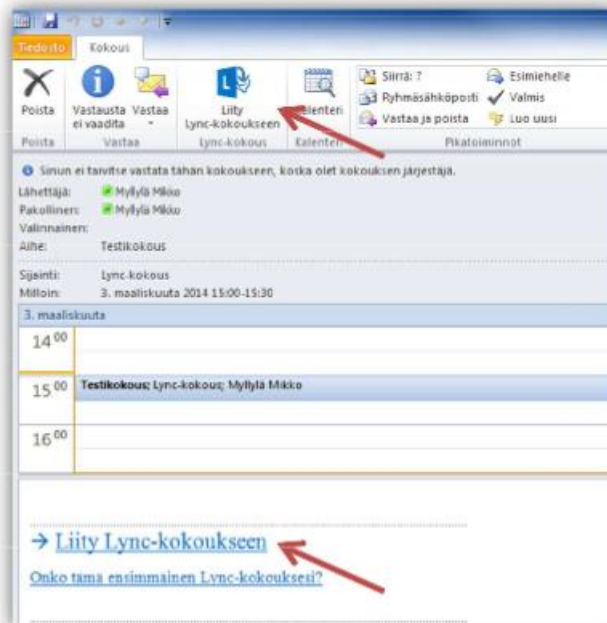 Tiedosto Kokous
Poista Vastausta ei vaadita Vastaa Liity Lync-kokoukseen Kalenteri Siirrä: ? Esimiehelle
Ryhmäsähköposti Valmis
Vastaa ja poista Luo uusi
Poista Vastaa Lync-kokous Kalenteri Pikatoiminnot
Sinun ei tarvitse vastata tähän kokoukseen, koska olet kokouksen järjestäjä.
Lähettäjä: Myllylä Mikko
Pakollinen: Myllylä Mikko
Valinnainen:
Aihe: Testikokous
Sijainti: Lync-kokous
Milloin: 3. maaliskuuta 2014 15:00-15:30
3. maaliskuuta
14 00
15 00 Testikokous; Lync-kokous; Myllylä Mikko
16 00
→ Liity Lync-kokoukseen
Onko tämä ensimmäinen Lync-kokouksesi?